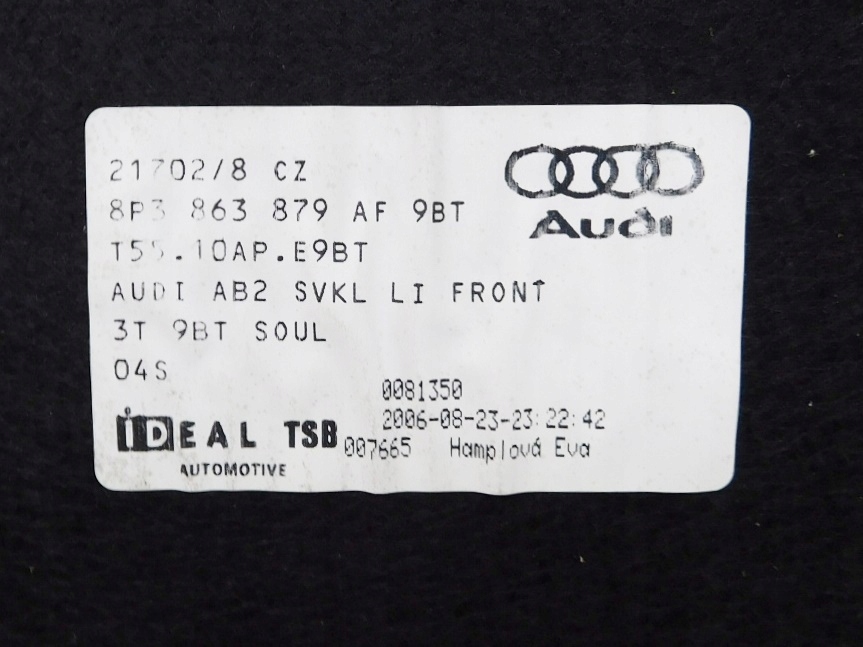 21702/8 CZ
8P3 863 879 AF 9BT
Audi
T55.10AP.E9BT
AUDI AB2 SVKL LI FRONT
3T 9BT SOUL
04S
0081350
2006-08-23-23:22:42
iDEAL TSB
007665 Hamplová Eva
AUTOMOTIVE